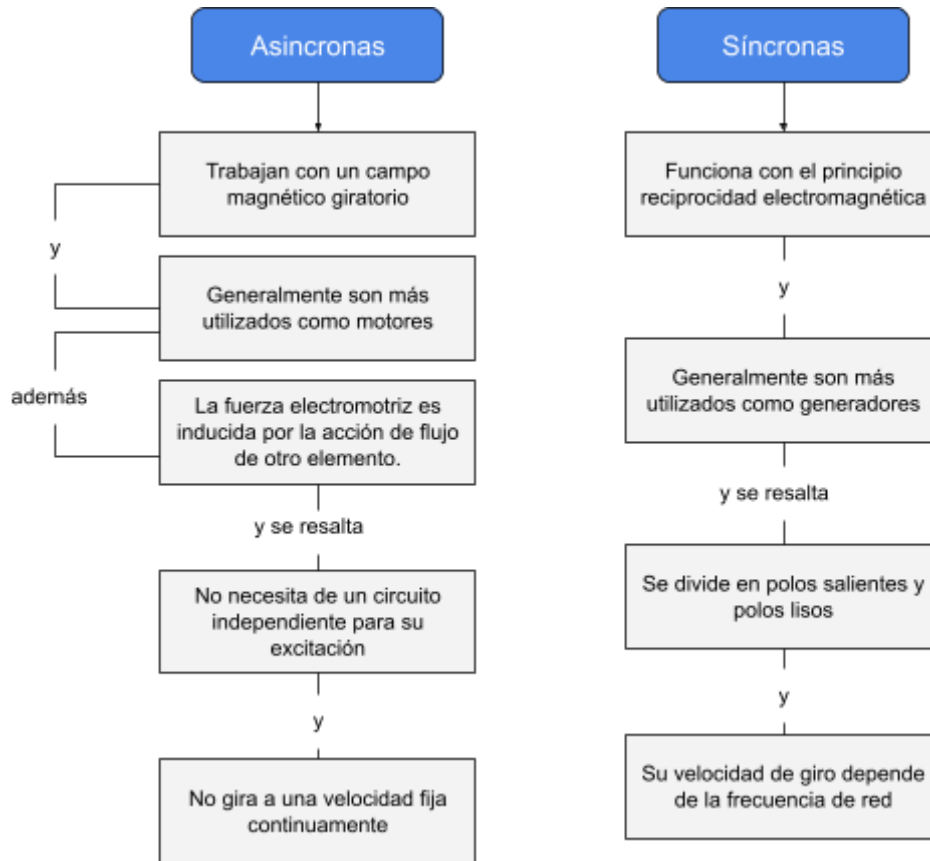 Asincronas
Trabajan con un campo
magnético giratorio
y
Generalmente son más
utilizados como motores
además
La fuerza electromotriz es
inducida por la acción de flujo
de otro elemento.
y se resalta
No necesita de un circuito
independiente para su
excitación
y
No gira a una velocidad fija
continuamente
Síncronas
Funciona con el principio
reciprocidad electromagnética
y
Generalmente son más
utilizados como generadores
y se resalta
Se divide en polos salientes y
polos lisos
y
Su velocidad de giro depende
de la frecuencia de red